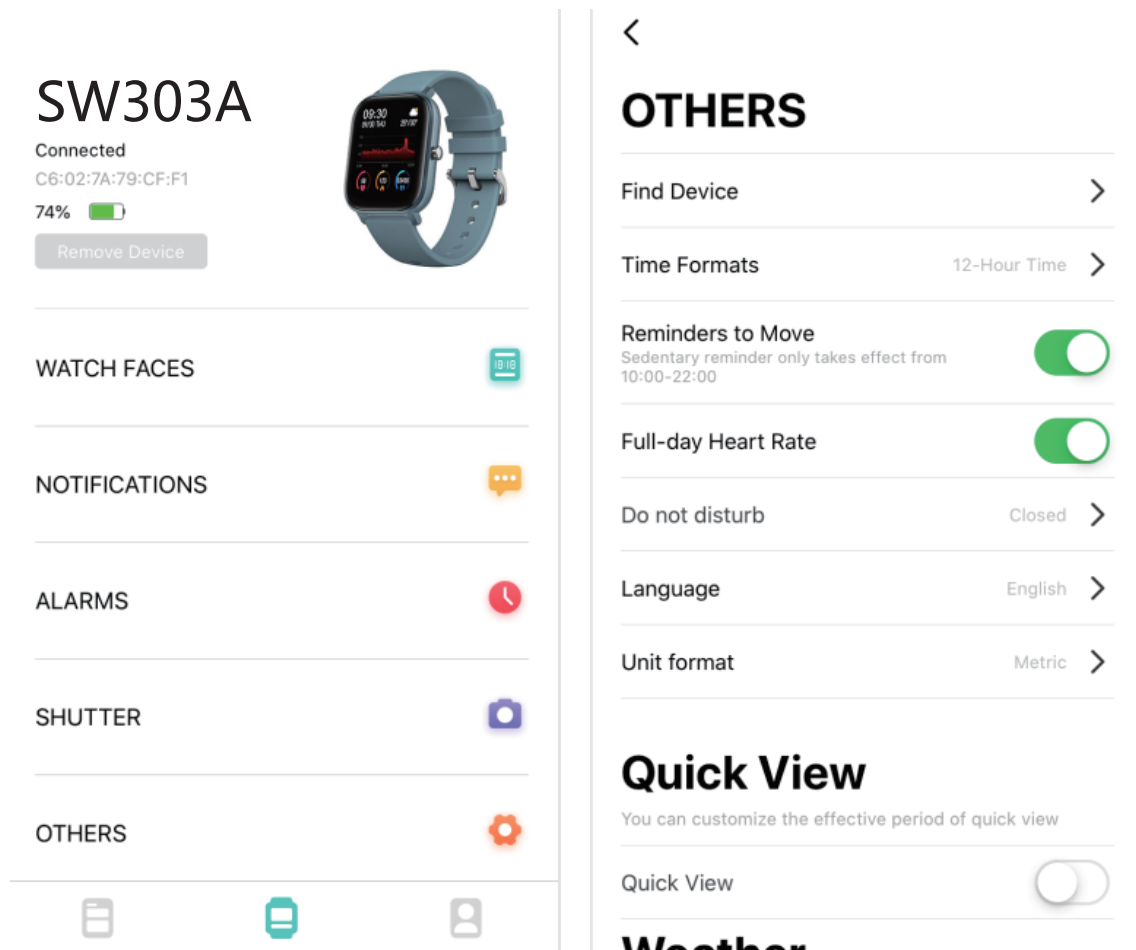 SW303A
Connected
C6:02:7A:79:CF:F1
74%
Remove Device
09:30
WATCH FACES
NOTIFICATIONS
ALARMS
SHUTTER
OTHERS
OTHERS
Find Device
Time Formats 12-Hour Time
Reminders to Move
Sedentary reminder only takes effect from
10:00-22:00
Full-day Heart Rate
Do not disturb Closed
Language English
Unit format Metric
Quick View
You can customize the effective period of quick view
Quick View
Weather